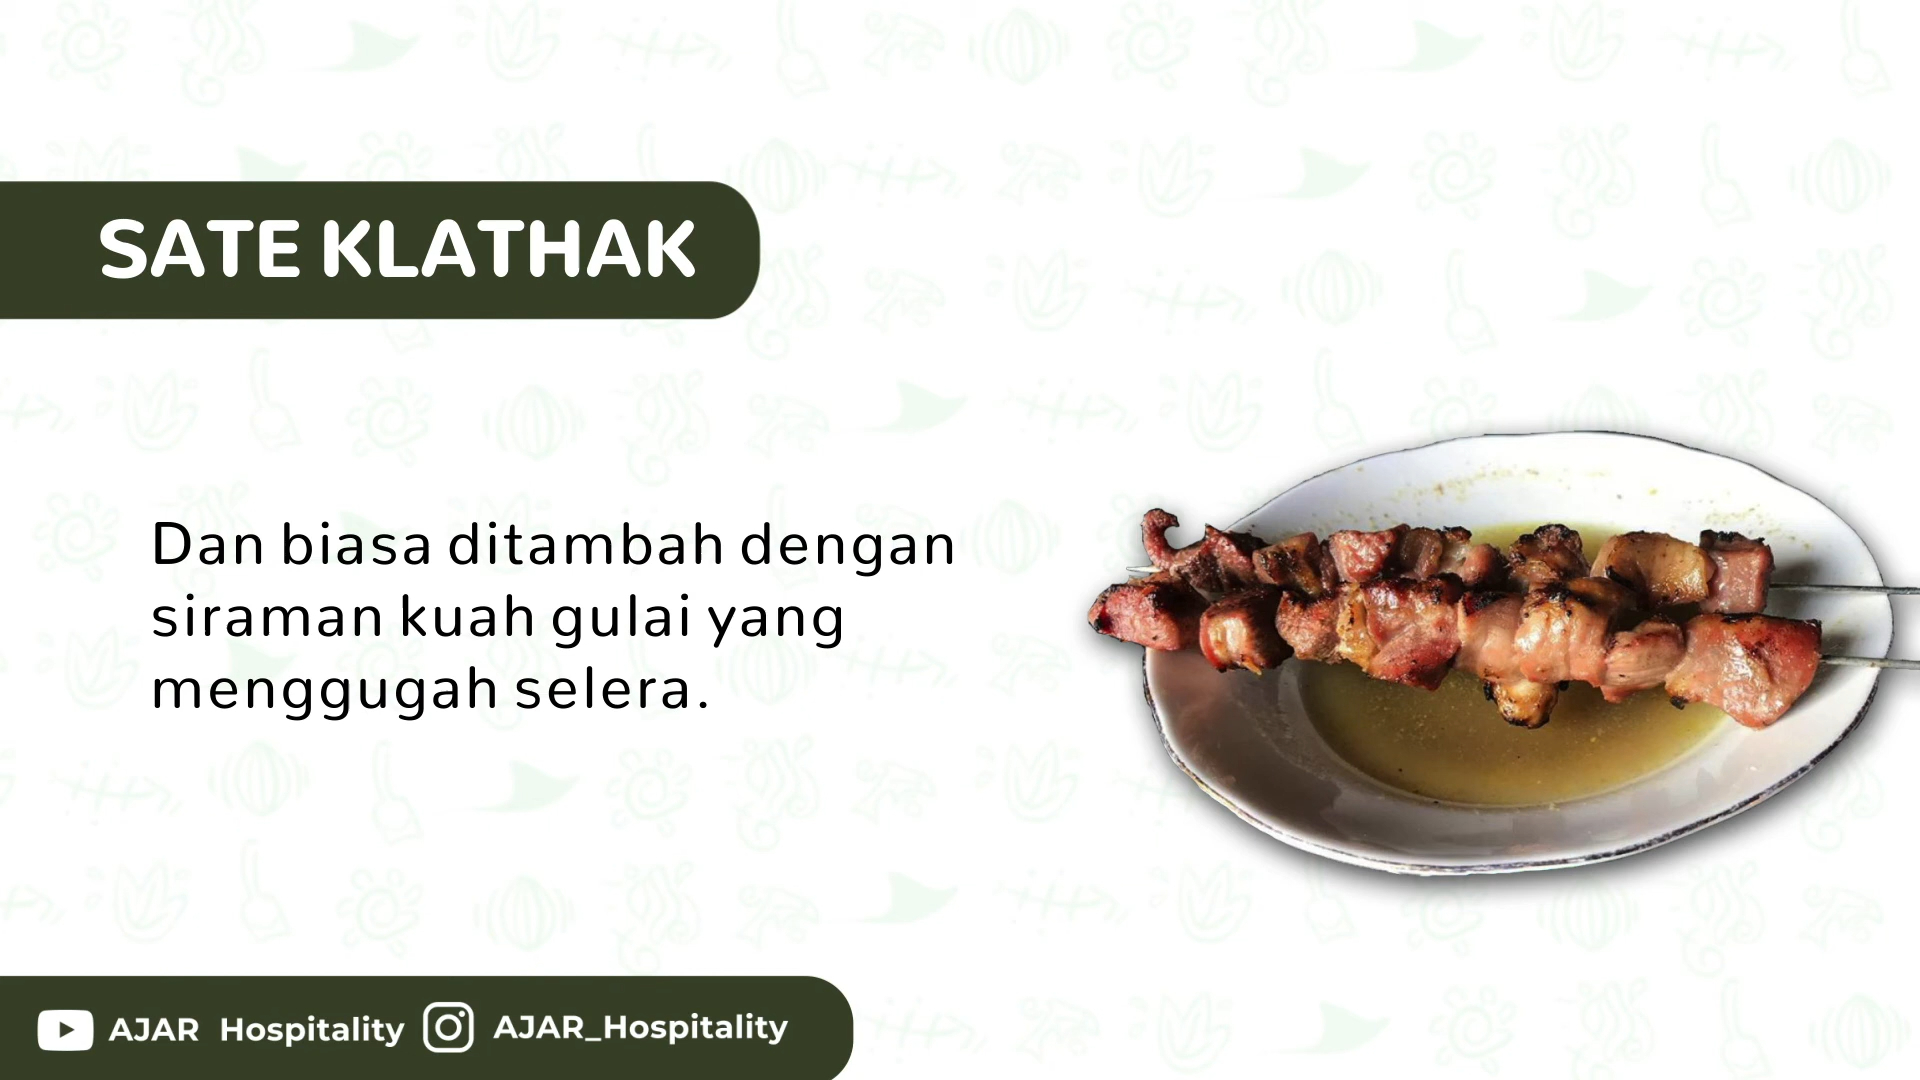 SATE KLATHAK
Dan biasa ditambah dengan
siraman kuah gulai yang
menggugah selera.
AJAR Hospitality AJAR_Hospitality